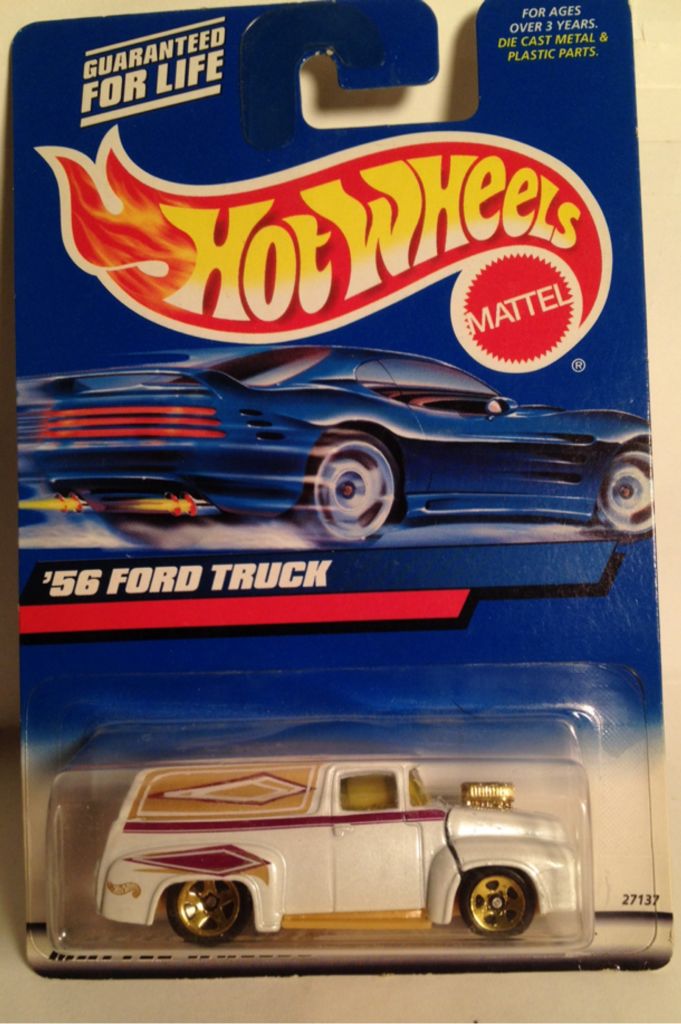 GUARANTEED
FOR LIFE
FOR AGES
OVER 3 YEARS.
DIE CAST METAL &
PLASTIC PARTS.
HOT WHEELS
MATTEL
®
'56 FORD TRUCK
27137